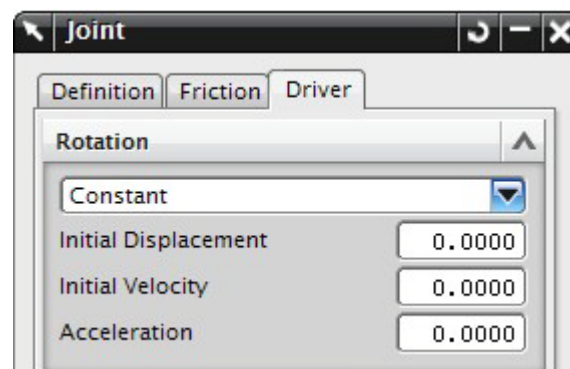 Joint
Definition Friction Driver
Rotation
Constant
Initial Displacement 0.0000
Initial Velocity 0.0000
Acceleration 0.0000